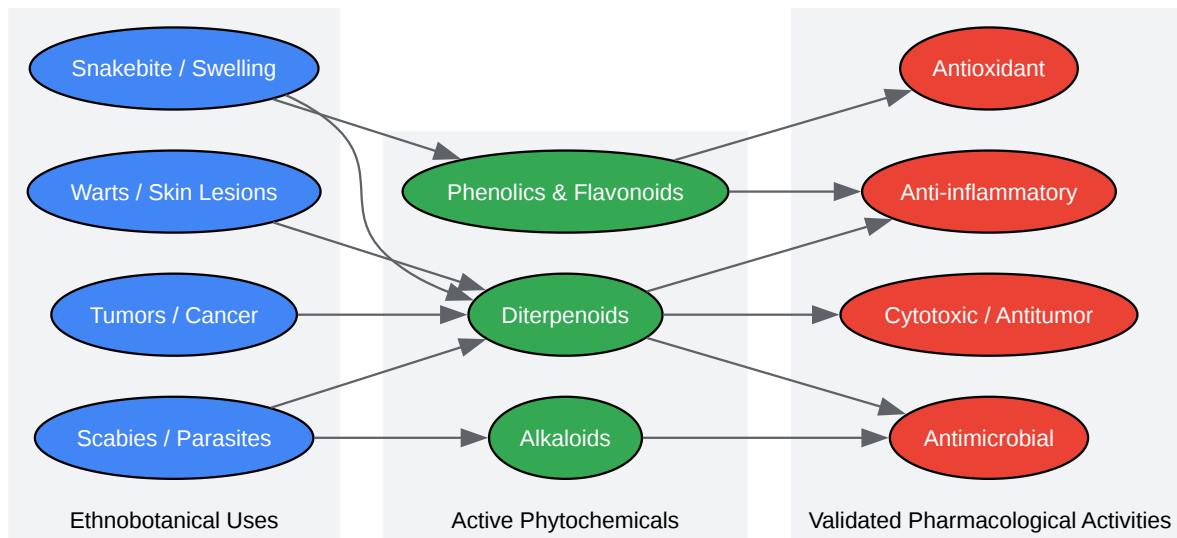 Snakebite / Swelling
Warts / Skin Lesions
Tumors / Cancer
Scabies / Parasites
Ethnobotanical Uses
Phenolics & Flavonoids
Diterpenoids
Alkaloids
Active Phytochemicals
Antioxidant
Anti-inflammatory
Cytotoxic / Antitumor
Antimicrobial
Validated Pharmacological Activities